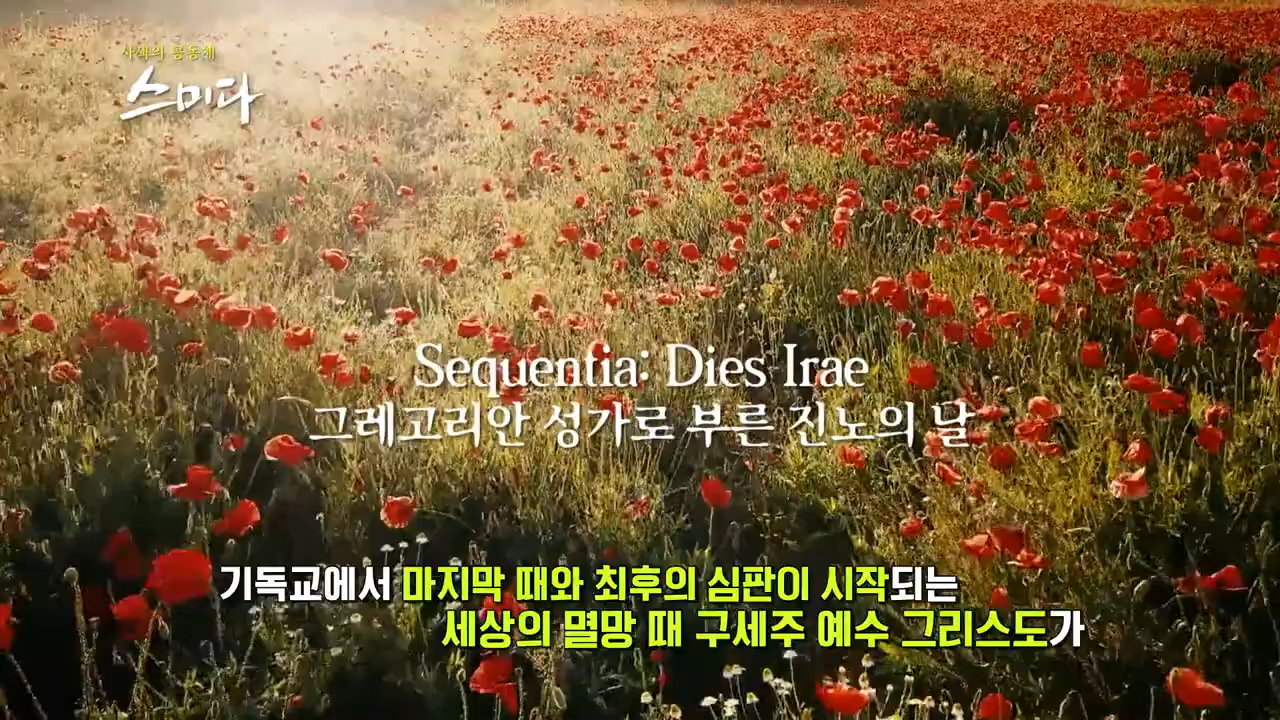 사색의 공동체
스미다
Sequentia: Dies Irae
그레고리안 성가로 부른 진노의 날
기독교에서 마지막 때와 최후의 심판이 시작되는
세상의 멸망 때 구세주 예수 그리스도가